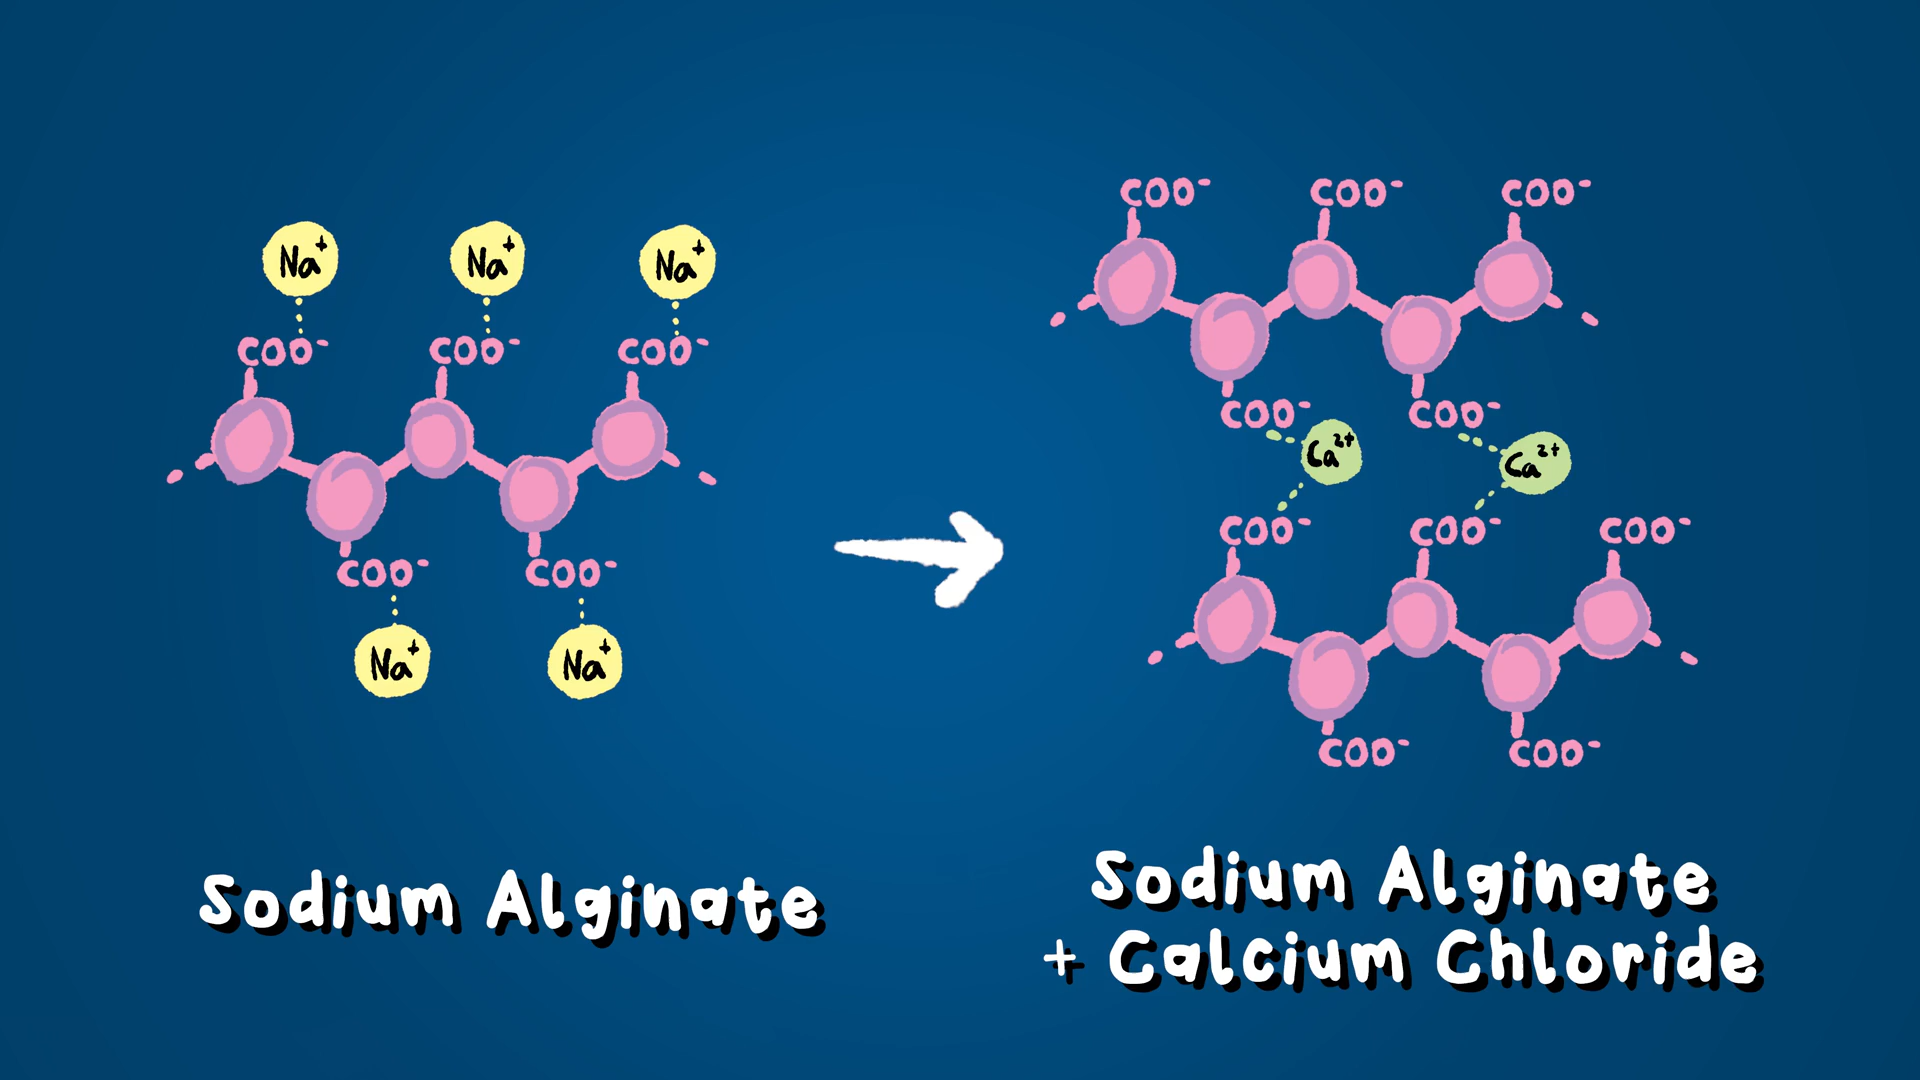 Na⁺ Na⁺ Na⁺
COO⁻ COO⁻ COO⁻
COO⁻ COO⁻
Na⁺ Na⁺
Sodium Alginate
COO⁻ COO⁻ COO⁻
COO⁻ COO⁻
Ca²⁺ Ca²⁺
COO⁻ COO⁻ COO⁻
COO⁻ COO⁻
Sodium Alginate
+ Calcium Chloride